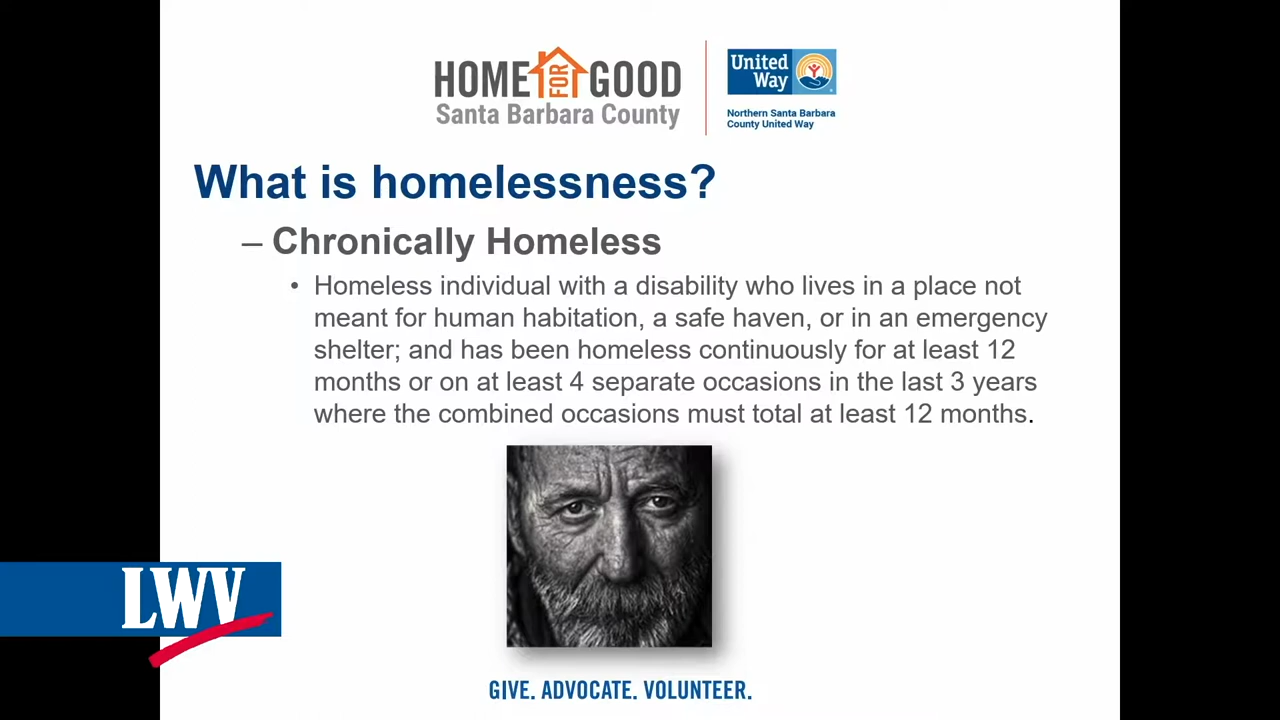 HOME FOR GOOD
Santa Barbara County
United
Way
Northern Santa Barbara
County United Way
What is homelessness?
– Chronically Homeless
• Homeless individual with a disability who lives in a place not
meant for human habitation, a safe haven, or in an emergency
shelter; and has been homeless continuously for at least 12
months or on at least 4 separate occasions in the last 3 years
where the combined occasions must total at least 12 months.
LWV
GIVE. ADVOCATE. VOLUNTEER.